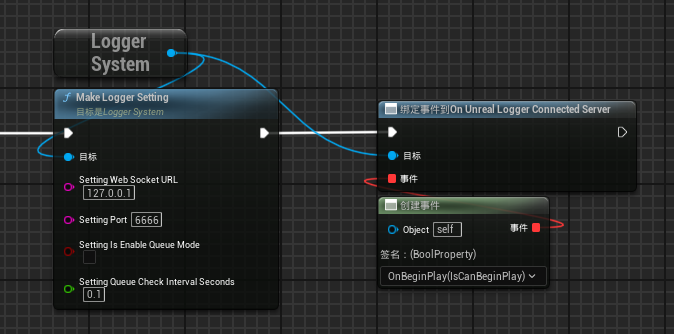 Logger
System
Make Logger Setting
目标是Logger System
目标
Setting Web Socket URL
127.0.0.1
Setting Port 6666
Setting Is Enable Queue Mode
Setting Queue Check Interval Seconds
0.1
绑定事件到On Unreal Logger Connected Server
目标
事件
创建事件
Object self 事件
签名：(BoolProperty)
OnBeginPlay(IsCanBeginPlay)